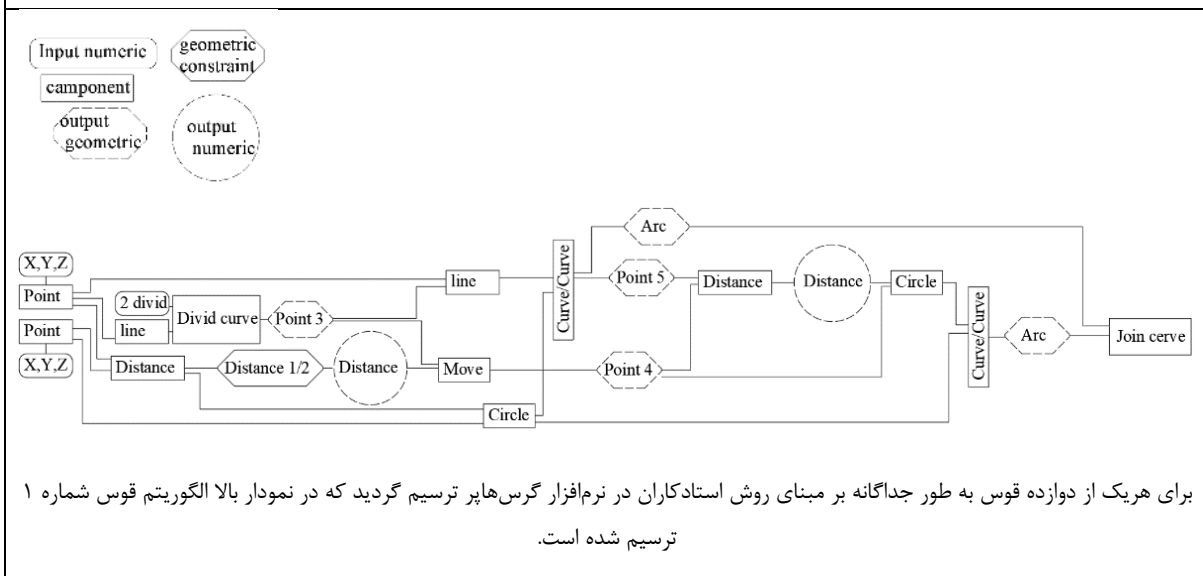 Input numeric
geometric
constraint
camponent
output
geometric
output
numeric
Arc
X,Y,Z
Point
2 divid
line
Divid curve
Point 3
line
Curve/Curve
Point 5
Distance
Distance
Circle
Point
X,Y,Z
Distance
Distance 1/2
Distance
Move
Point 4
Circle
Curve/Curve
Arc
Join cerve
برای هریک از دوازده قوس به طور جداگانه بر مبنای روش استادکاران در نرم‌افزار گرس‌هاپر ترسیم گردید که در نمودار بالا الگوریتم قوس شماره ۱
ترسیم شده است.